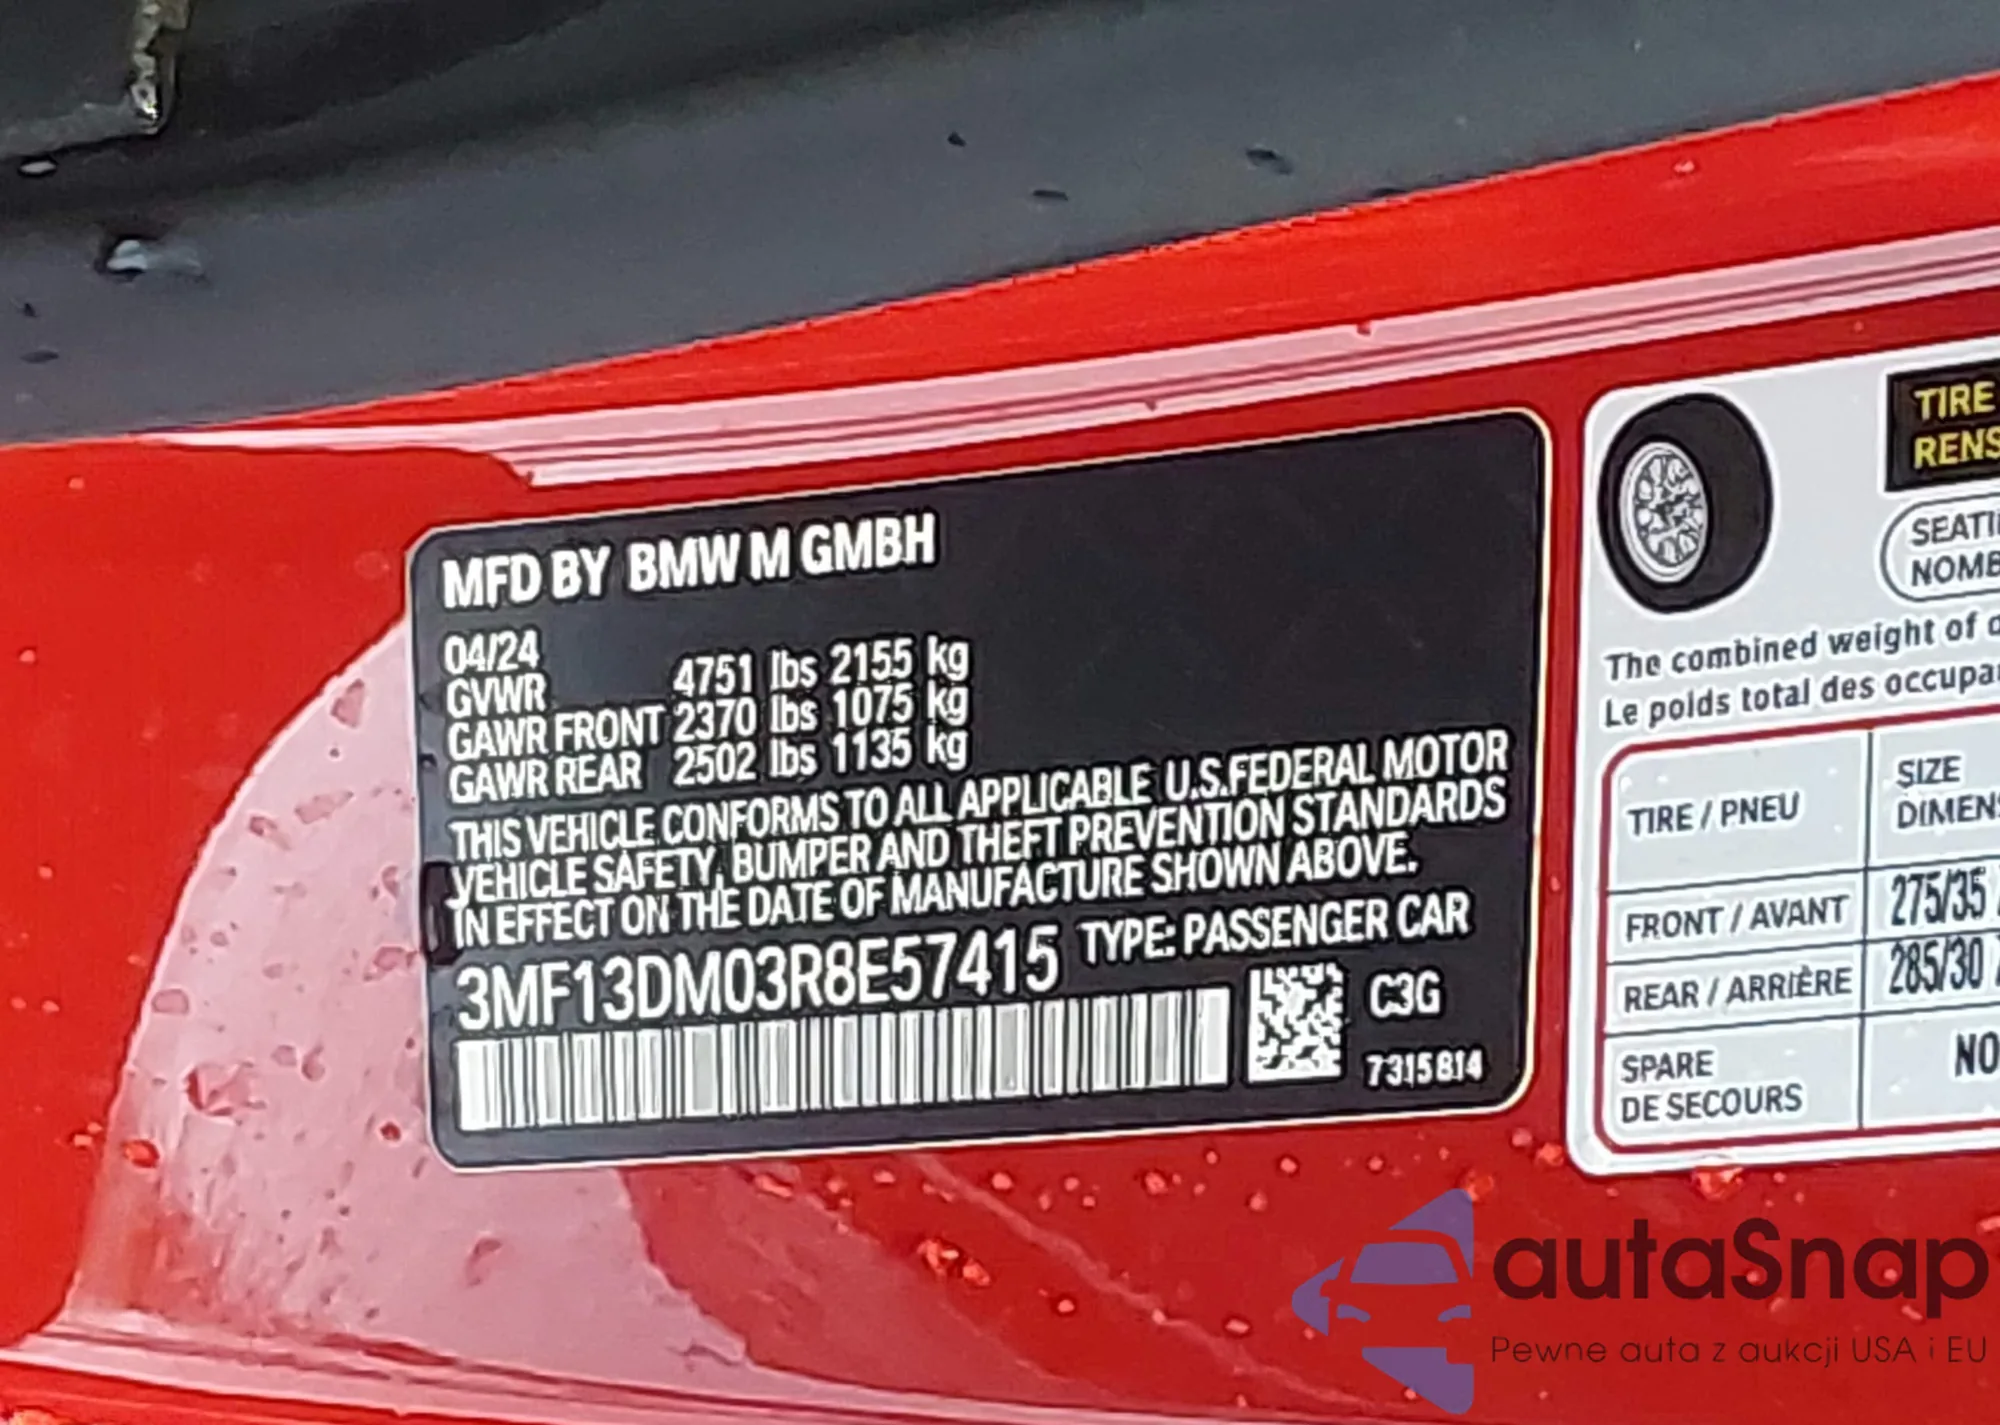 MFD BY BMW M GMBH
04/24
GVWR 4751 lbs 2155 kg
GAWR FRONT 2370 lbs 1075 kg
GAWR REAR 2502 lbs 1135 kg
THIS VEHICLE CONFORMS TO ALL APPLICABLE U.S.FEDERAL MOTOR
VEHICLE SAFETY, BUMPER AND THEFT PREVENTION STANDARDS
IN EFFECT ON THE DATE OF MANUFACTURE SHOWN ABOVE.
3MF13DM03R8E57415 TYPE: PASSENGER CAR
C3G
7315814
TIRE
RENS
SEATI
NOMB
The combined weight of o
Le poids total des occupa
TIRE / PNEU
SIZE
DIMENS
FRONT / AVANT 275/35
REAR / ARRIÈRE 285/30
SPARE
DE SECOURS
NO
autaSnap
Pewne auta z aukcji USA i EU